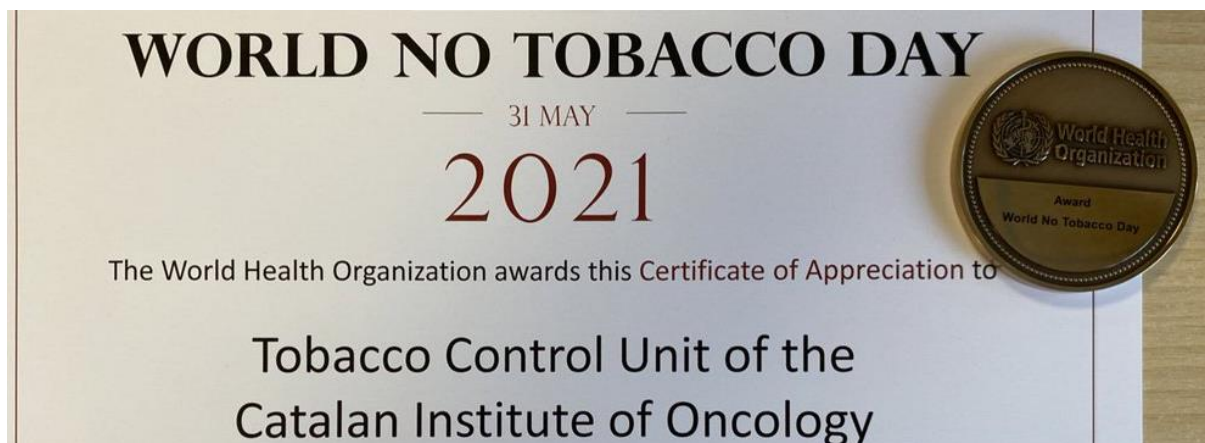 WORLD NO TOBACCO DAY
31 MAY
2021
The World Health Organization awards this Certificate of Appreciation to
Tobacco Control Unit of the
Catalan Institute of Oncology
World Health
Organization
Award
World No Tobacco Day